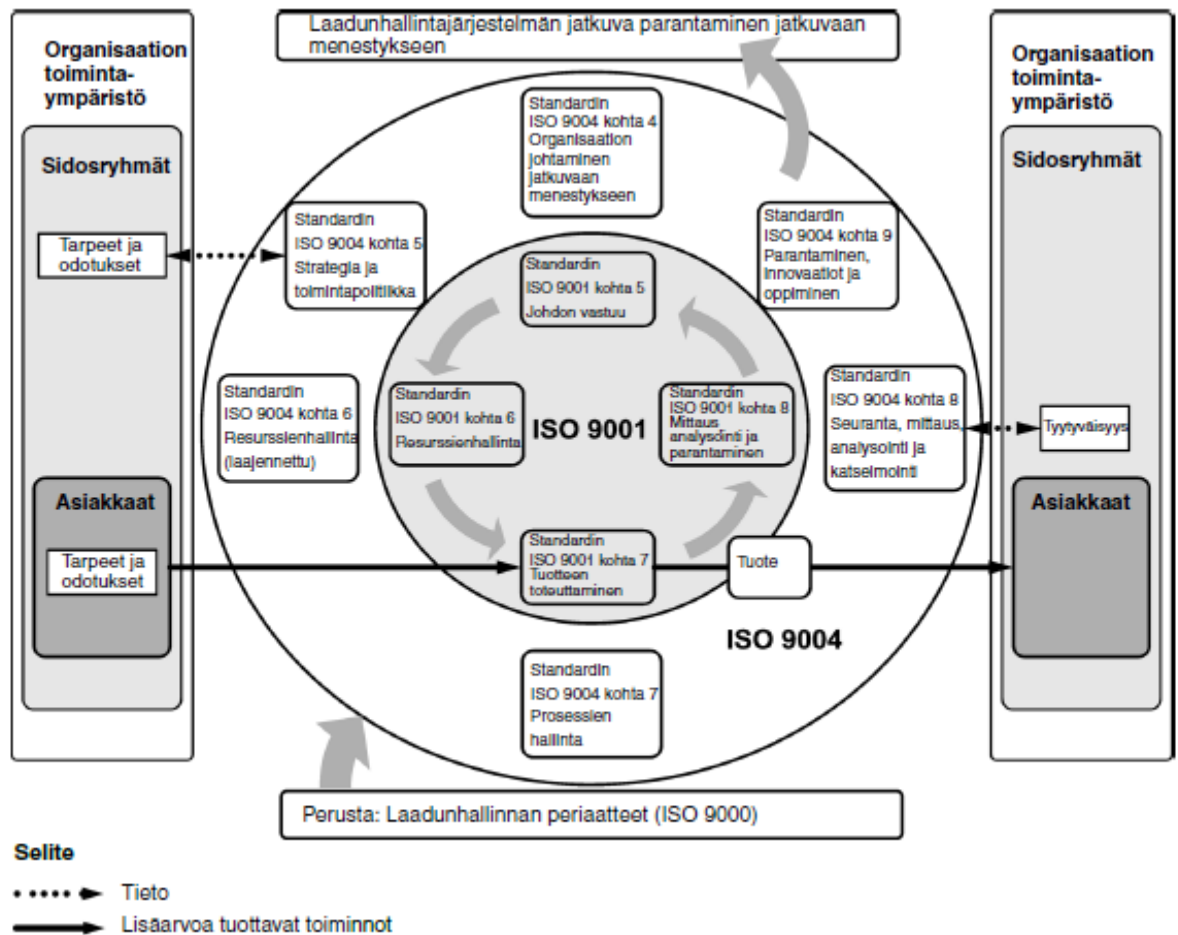 Laadunhallintajärjestelmän jatkuva parantaminen jatkuvaan
menestykseen
Organisaation
toiminta-
ympäristö
Sidosryhmät
Tarpeet ja
odotukset
Asiakkaat
Tarpeet ja
odotukset
Standardin
ISO 9004 kohta 4
Organisaation
johtaminen
jatkuvaan
menestykseen
Standardin
ISO 9004 kohta 5
Strategia ja
toimintapolitiikka
Standardin
ISO 9004 kohta 9
Parantaminen,
innovaatiot ja
oppiminen
Standardin
ISO 9001 kohta 5
Johdon vastuu
Standardin
ISO 9004 kohta 6
Resurssienhallinta
(laajennettu)
Standardin
ISO 9001 kohta 6
Resurssienhallinta
ISO 9001
Standardin
ISO 9001 kohta 8
Mittaus
analysointi ja
parantaminen
Standardin
ISO 9004 kohta 8
Seuranta, mittaus,
analysointi ja
katselmointi
Standardin
ISO 9001 kohta 7
Tuotteen
toteuttaminen
Tuote
ISO 9004
Standardin
ISO 9004 kohta 7
Prosessien
hallinta
Organisaation
toiminta-
ympäristö
Sidosryhmät
Tyytyväisyys
Asiakkaat
Perusta: Laadunhallinnan periaatteet (ISO 9000)
Selite
Tieto
Lisäarvoa tuottavat toiminnot